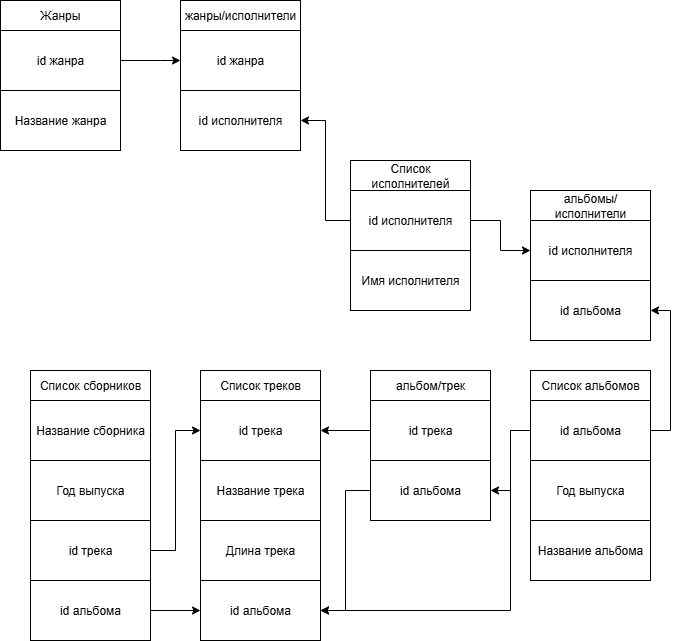 Жанры
id жанра
Название жанра
жанры/исполнители
id жанра
id исполнителя
Список
исполнителей
id исполнителя
Имя исполнителя
альбомы/
исполнители
id исполнителя
id альбома
Список сборников
Название сборника
Год выпуска
id трека
id альбома
Список треков
id трека
Название трека
Длина трека
id альбома
альбом/трек
id трека
id альбома
Список альбомов
id альбома
Год выпуска
Название альбома